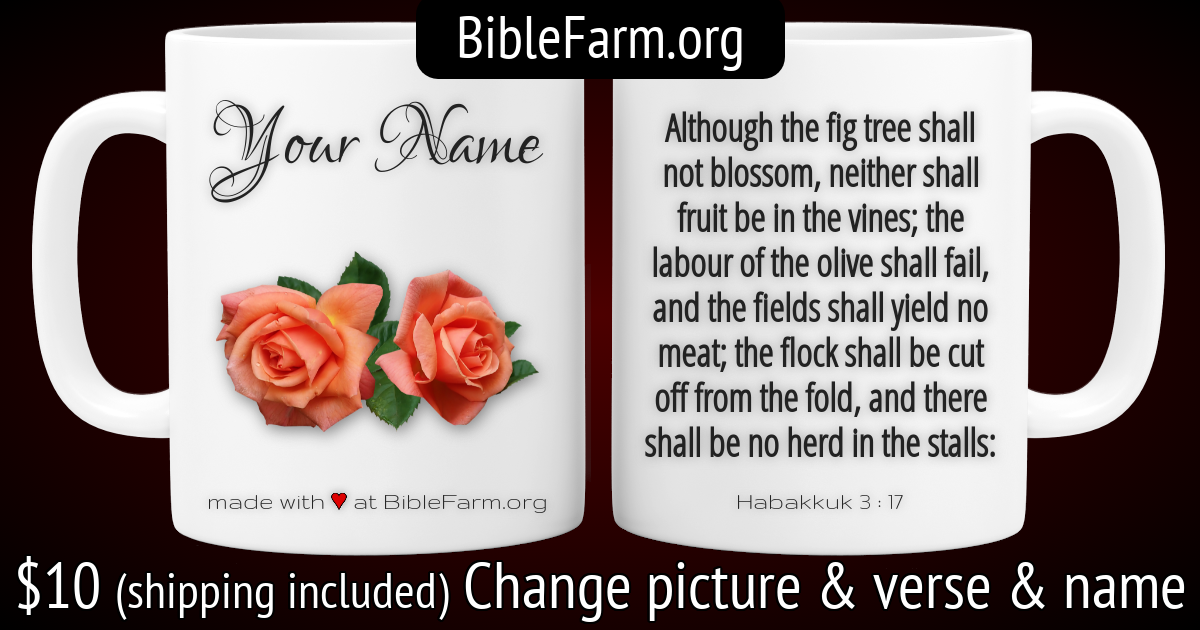 BibleFarm.org
Your Name
made with ♥ at BibleFarm.org
Although the fig tree shall
not blossom, neither shall
fruit be in the vines; the
labour of the olive shall fail,
and the fields shall yield no
meat; the flock shall be cut
off from the fold, and there
shall be no herd in the stalls:
Habakkuk 3 : 17
$10 (shipping included) Change picture & verse & name